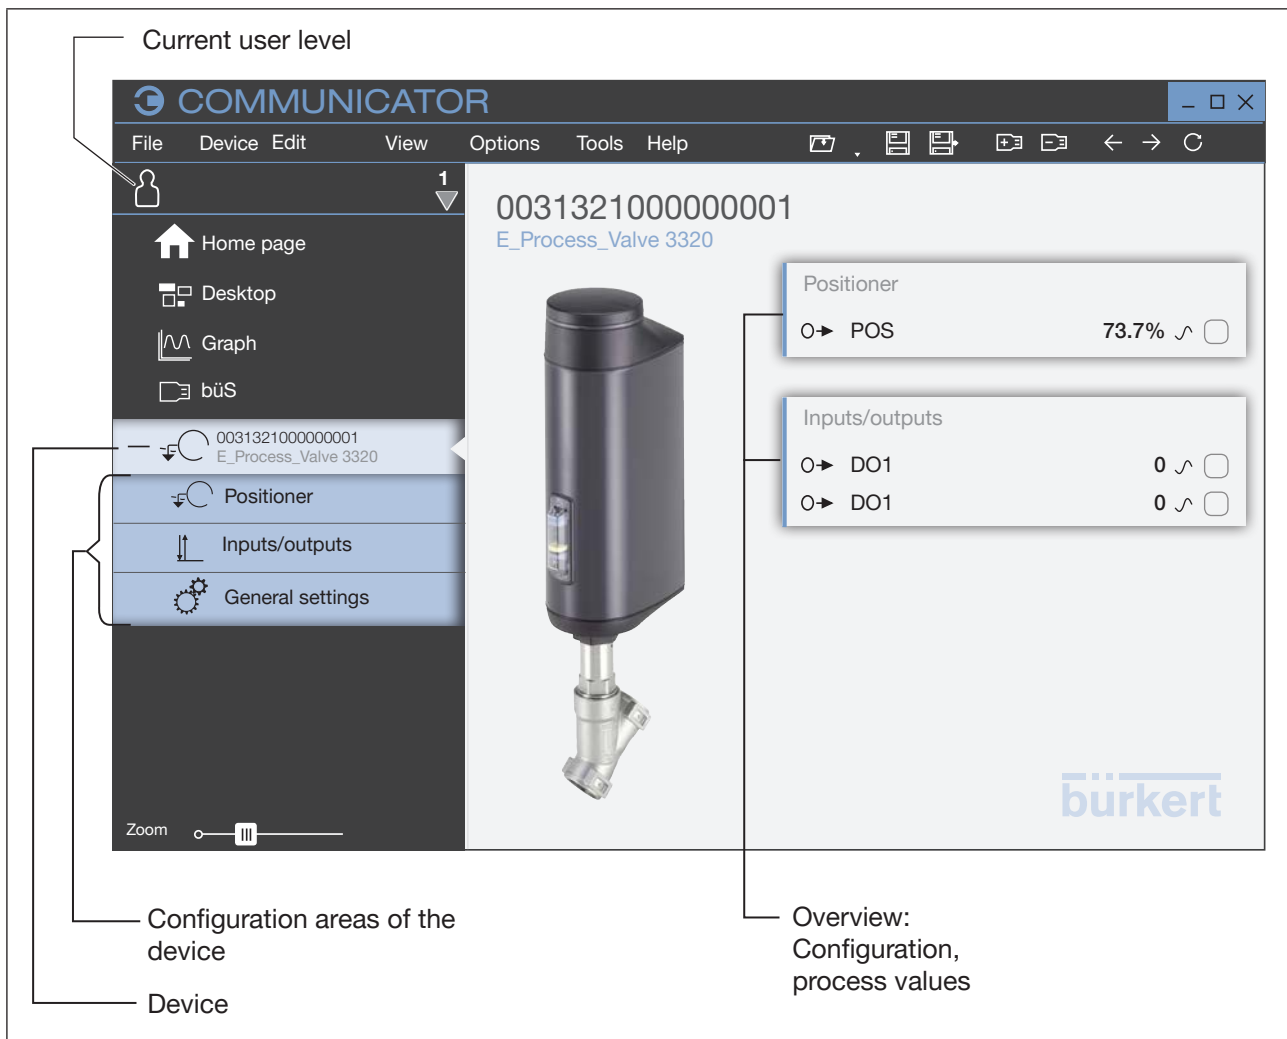 Current user level
COMMUNICATOR
File Device Edit View Options Tools Help
1
Home page
Desktop
Graph
büS
0031321000000001
E_Process_Valve 3320
Positioner
Inputs/outputs
General settings
Zoom
0031321000000001
E_Process_Valve 3320
Positioner
POS 73.7%
Inputs/outputs
DO1 0
DO1 0
bürkert
Configuration areas of the
device
Device
Overview:
Configuration,
process values